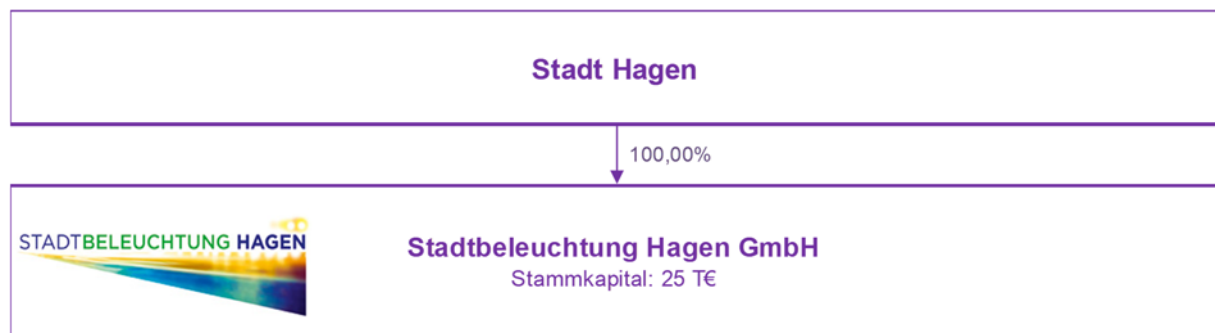 Stadt Hagen
100,00%
STADTBELEUCHTUNG HAGEN
Stadtbeleuchtung Hagen GmbH
Stammkapital: 25 T€